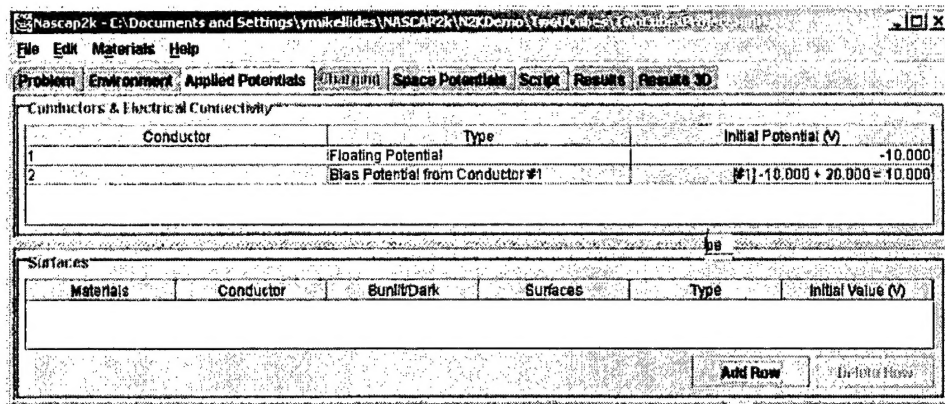 Nascap2k - C:\Documents and Settings\ymikellides\NASCAP2k\N2KDemo\TwoUCubes\
File Edit Materials Help
Problem Environment Applied Potentials Charging Space Potentials Script Results Results 3D
Conductors & Electrical Connectivity
Conductor Type Initial Potential (V)
1 Floating Potential -10.000
2 Bias Potential from Conductor #1 [#1] -10.000 + 20.000 = 10.000
Surfaces
Materials Conductor Sunlit/Dark Surfaces Type Initial Value (V)
Add Row Delete Row